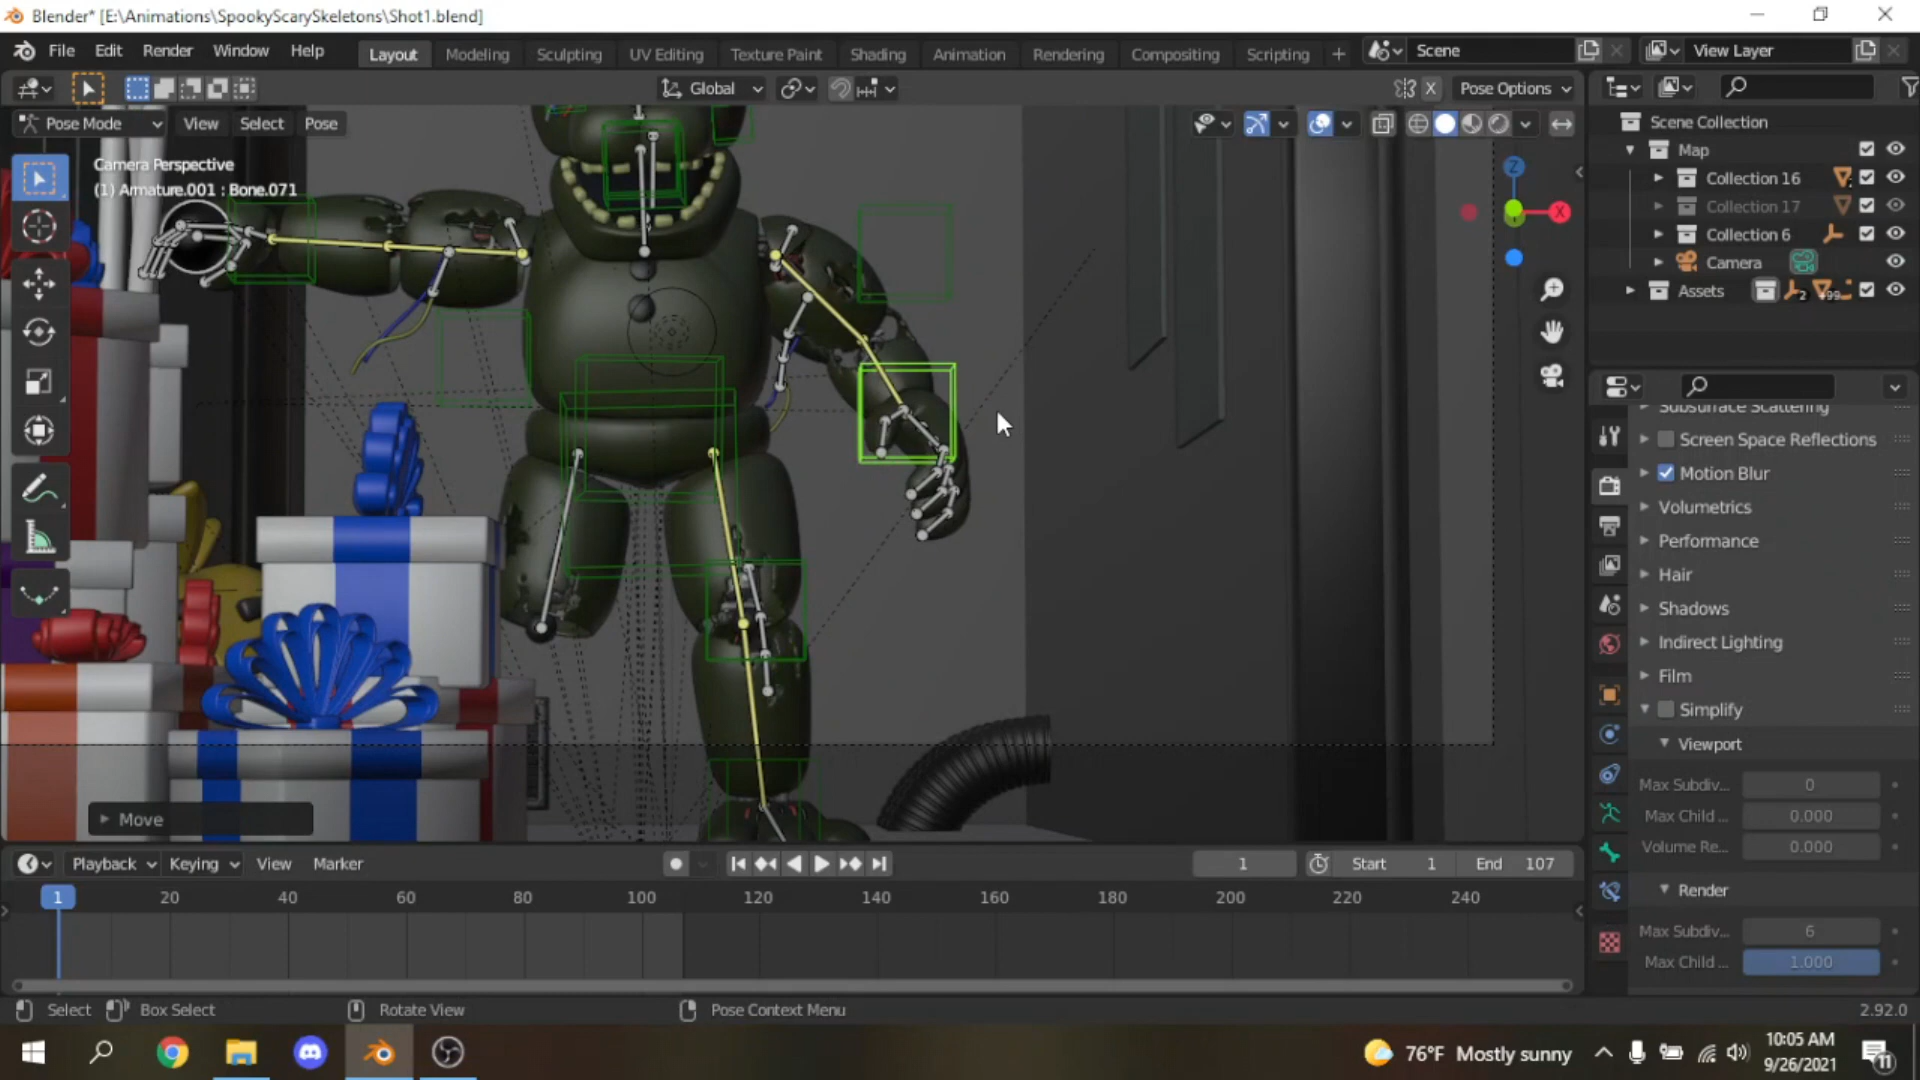 Blender* [E:\Animations\SpookyScarySkeletons\Shot1.blend]
File Edit Render Window Help Layout Modeling Sculpting UV Editing Texture Paint Shading Animation Rendering Compositing Scripting + Scene View Layer
Global X Pose Options
Pose Mode View Select Pose
Camera Perspective
(1) Armature.001 : Bone.071
Z
X
Scene Collection
Map
Collection 16
Collection 17
Collection 6
Camera
Assets 2 +99
Subsurface Scattering
Screen Space Reflections
Motion Blur
Volumetrics
Performance
Hair
Shadows
Indirect Lighting
Film
Simplify
Viewport
Max Subdiv... 0
Max Child ... 0.000
Volume Re... 0.000
Render
Max Subdiv... 6
Max Child ... 1.000
Move
Playback Keying View Marker 1 Start 1 End 107
1 20 40 60 80 100 120 140 160 180 200 220 240
Select Box Select Rotate View Pose Context Menu 2.92.0
76°F Mostly sunny
10:05 AM
9/26/2021
11